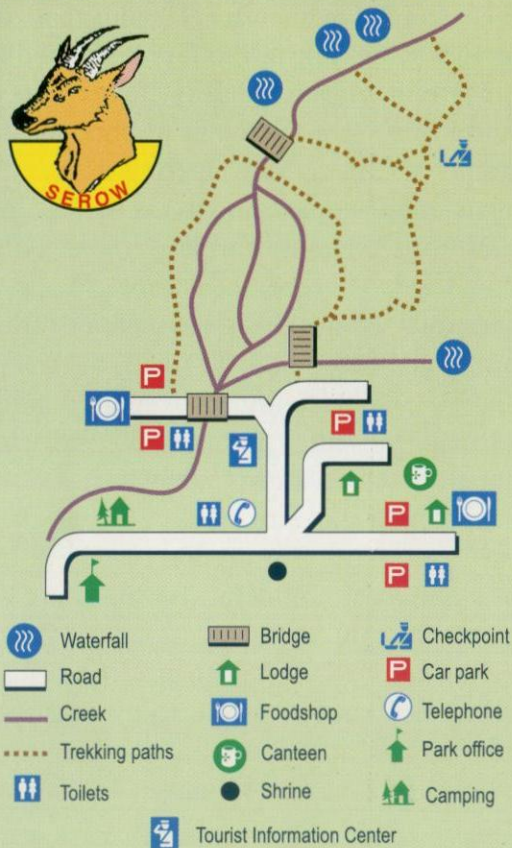 SEROW
P
P
P
P
P
Waterfall
Bridge
Checkpoint
Road
Lodge
P
Car park
Creek
Foodshop
Telephone
Trekking paths
Canteen
Park office
Toilets
Shrine
Camping
Tourist Information Center